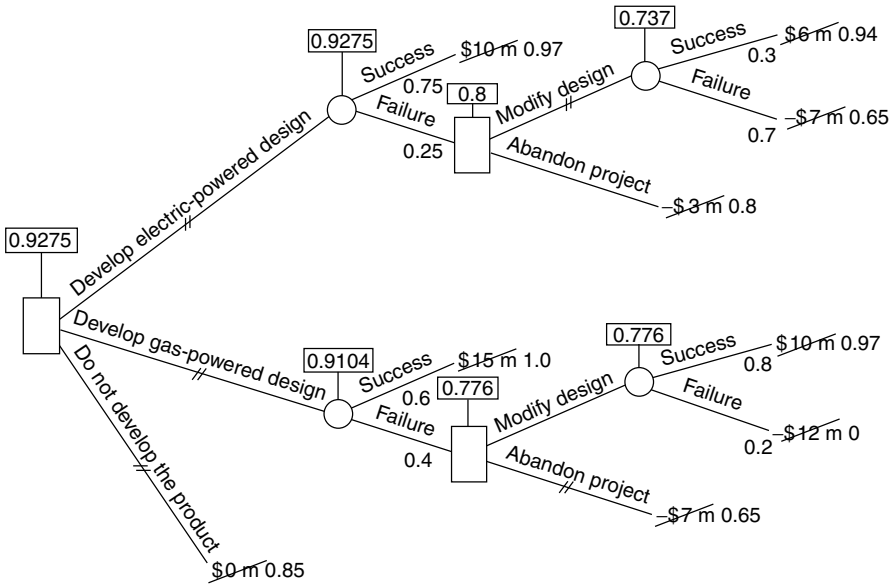 0.9275
Develop electric-powered design
0.9275
Success
0.75
$10 m 0.97
Failure
0.25
0.8
Modify design
0.737
Success
0.3
$6 m 0.94
Failure
0.7
–$7 m 0.65
Abandon project
–$3 m 0.8
Develop gas-powered design
0.9104
Success
0.6
$15 m 1.0
Failure
0.4
0.776
Modify design
0.776
Success
0.8
$10 m 0.97
Failure
0.2
–$12 m 0
Abandon project
–$7 m 0.65
Do not develop the product
$0 m 0.85